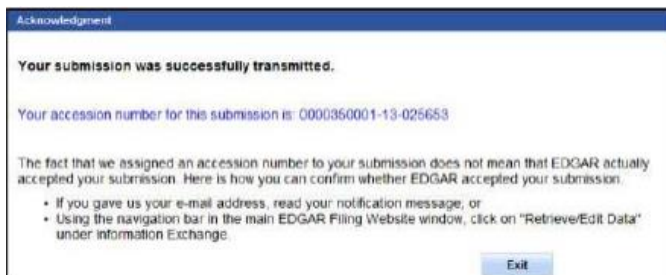 Acknowledgment
Your submission was successfully transmitted.
Your accession number for this submission is: 0000350001-13-025653
The fact that we assigned an accession number to your submission does not mean that EDGAR actually
accepted your submission. Here is how you can confirm whether EDGAR accepted your submission.
• If you gave us your e-mail address, read your notification message; or
• Using the navigation bar in the main EDGAR Filing Website window, click on "Retrieve/Edit Data"
under Information Exchange.
Exit